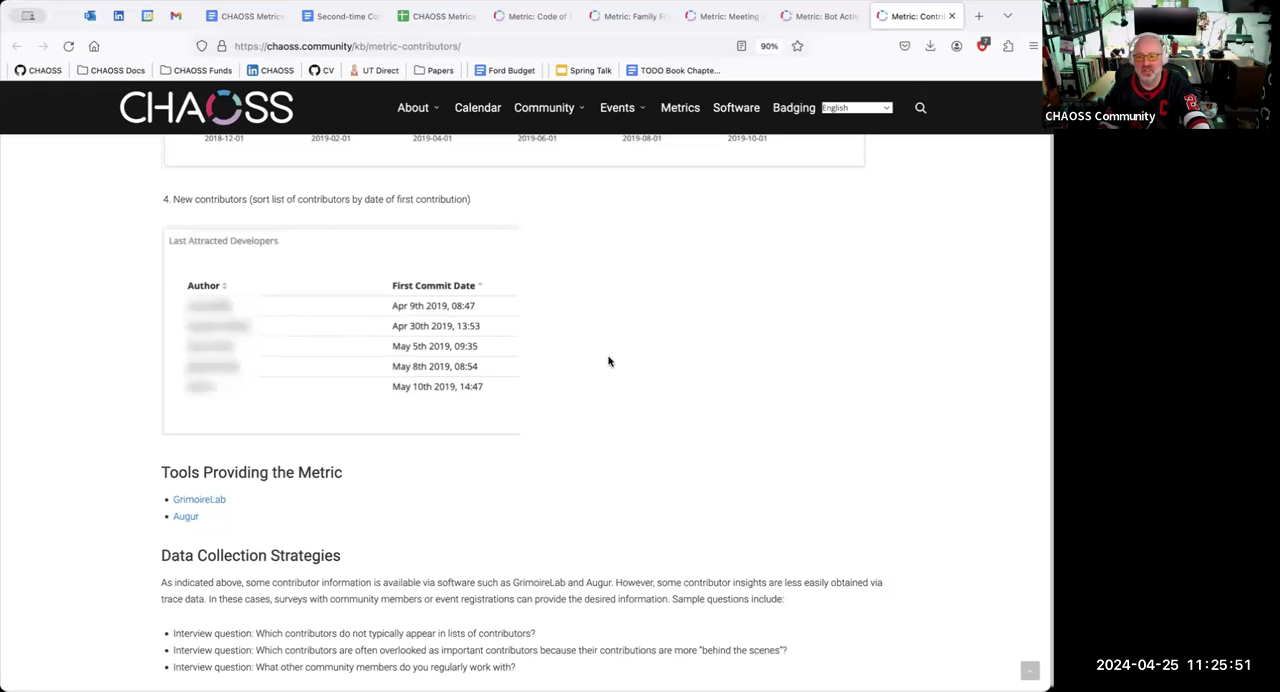 CHAOSS Metrics
Second-time Co
CHAOSS Metrics
Metric: Code of
Metric: Family Fr
Metric: Meeting
Metric: Bot Activ
Metric: Contri
https://chaoss.community/kb/metric-contributors/
90%
7
CHAOSS
CHAOSS Docs
CHAOSS Funds
CHAOSS
CV
UT Direct
Papers
Ford Budget
Spring Talk
TODO Book Chapte...
CHAOSS
About
Calendar
Community
Events
Metrics
Software
Badging
English
CHAOSS Community
2018-12-01
2019-02-01
2019-04-01
2019-06-01
2019-08-01
2019-10-01
4. New contributors (sort list of contributors by date of first contribution)
Last Attracted Developers
Author
First Commit Date
Apr 9th 2019, 08:47
Apr 30th 2019, 13:53
May 5th 2019, 09:35
May 8th 2019, 08:54
May 10th 2019, 14:47
Tools Providing the Metric
• GrimoireLab
• Augur
Data Collection Strategies
As indicated above, some contributor information is available via software such as GrimoireLab and Augur. However, some contributor insights are less easily obtained via
trace data. In these cases, surveys with community members or event registrations can provide the desired information. Sample questions include:
• Interview question: Which contributors do not typically appear in lists of contributors?
• Interview question: Which contributors are often overlooked as important contributors because their contributions are more “behind the scenes”?
• Interview question: What other community members do you regularly work with?
2024-04-25 11:25:51